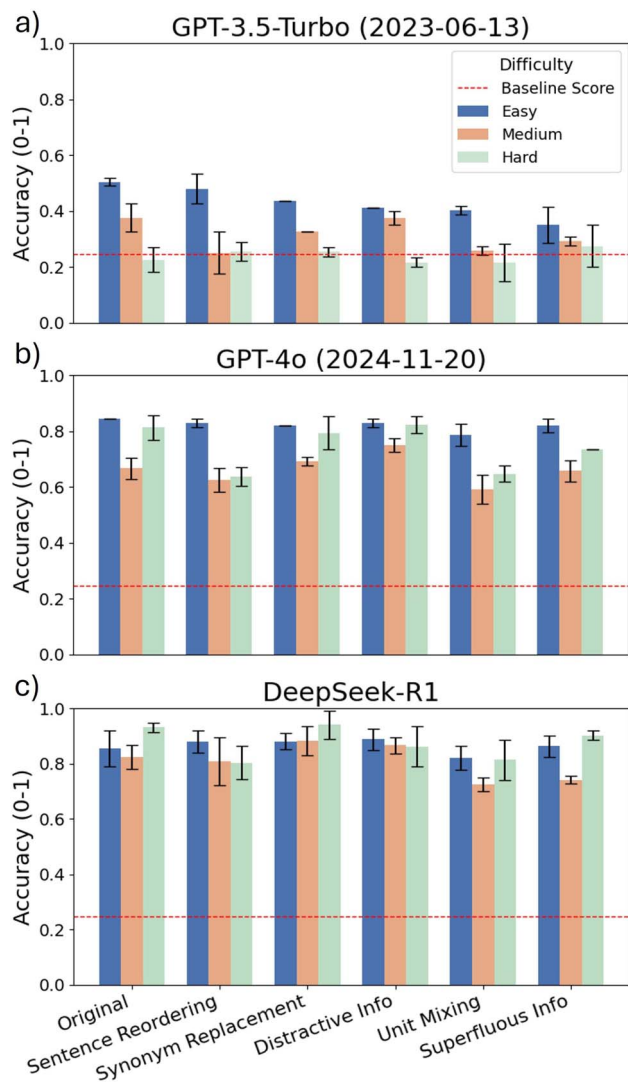 a)
GPT-3.5-Turbo (2023-06-13)
1.0
0.8
0.6
0.4
0.2
0.0
Accuracy (0-1)
Difficulty
Baseline Score
Easy
Medium
Hard
b)
GPT-4o (2024-11-20)
1.0
0.8
0.6
0.4
0.2
0.0
Accuracy (0-1)
c)
DeepSeek-R1
1.0
0.8
0.6
0.4
0.2
0.0
Accuracy (0-1)
Original
Sentence Reordering
Synonym Replacement
Distractive Info
Unit Mixing
Superfluous Info